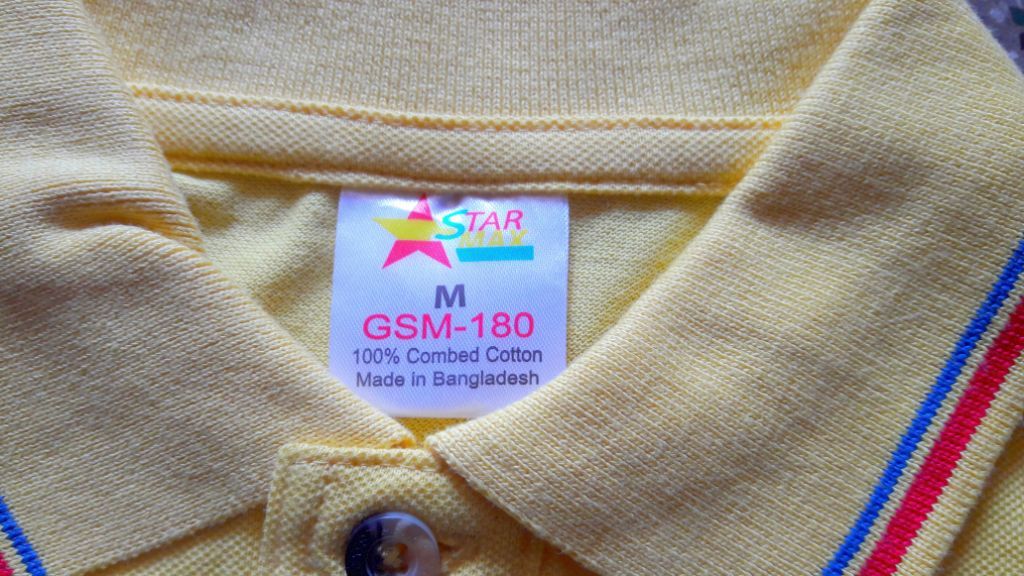 STAR
MAX
M
GSM-180
100% Combed Cotton
Made in Bangladesh